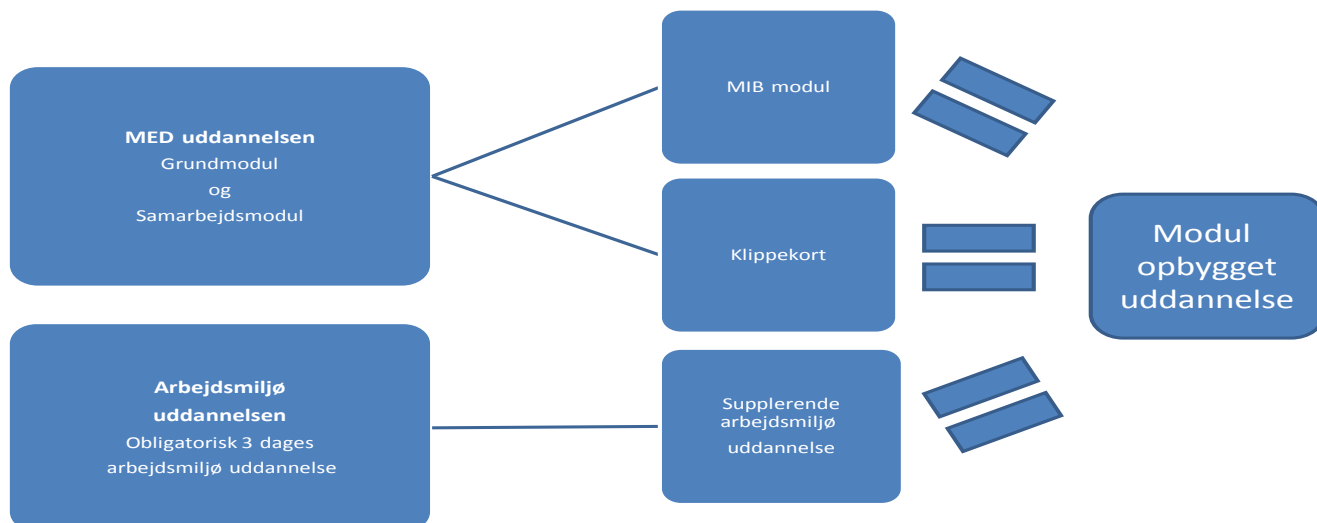 MED uddannelsen
Grundmodul
og
Samarbejdsmodul
Arbejdsmiljø
uddannelsen
Obligatorisk 3 dages
arbejdsmiljø uddannelse
MIB modul
Klippekort
Supplerende
arbejdsmiljø
uddannelse
Modul
opbygget
uddannelse